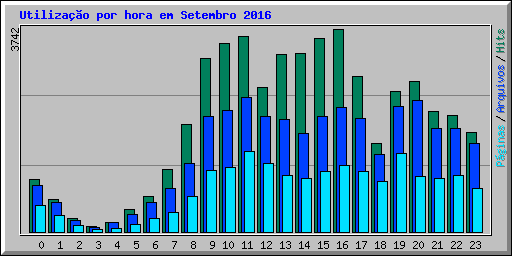 Utilização por hora em Setembro 2016
3742
Páginas / Arquivos / Hits
0 1 2 3 4 5 6 7 8 9 10 11 12 13 14 15 16 17 18 19 20 21 22 23